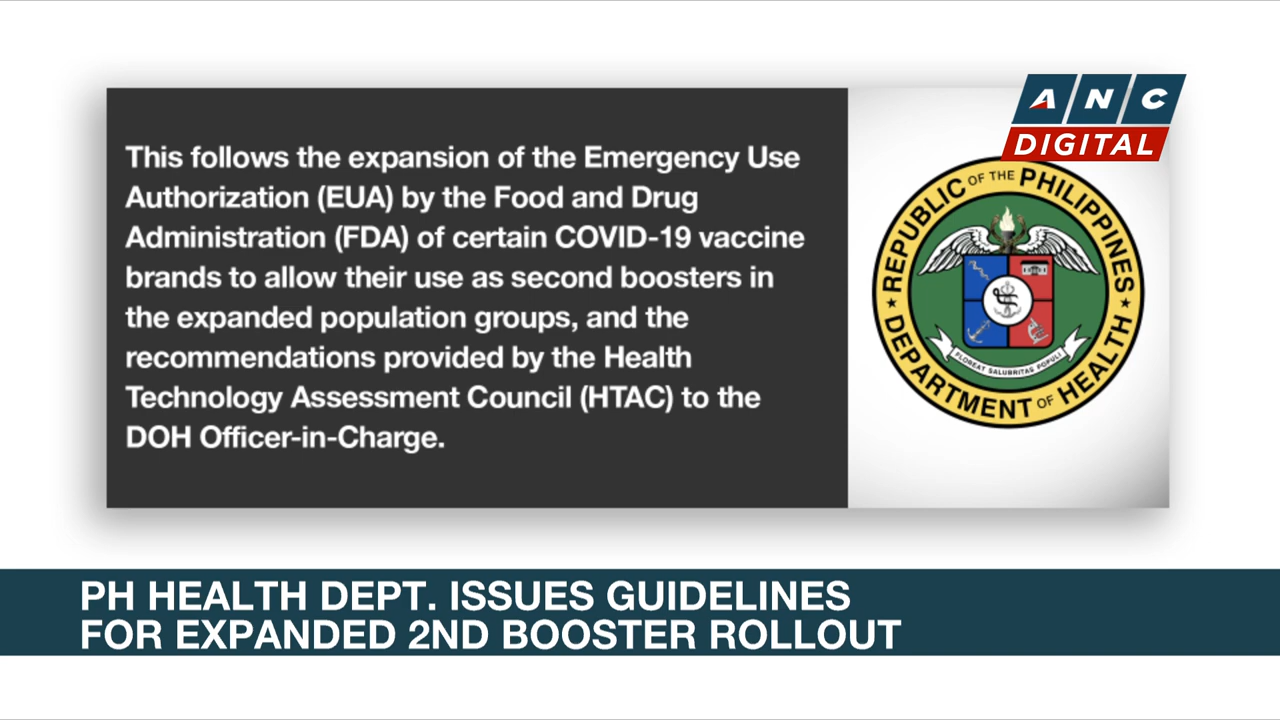 ANC
DIGITAL
This follows the expansion of the Emergency Use
Authorization (EUA) by the Food and Drug
Administration (FDA) of certain COVID-19 vaccine
brands to allow their use as second boosters in
the expanded population groups, and the
recommendations provided by the Health
Technology Assessment Council (HTAC) to the
DOH Officer-in-Charge.
REPUBLIC OF THE PHILIPPINES
FLOREAT SALUBRITAS POPULI
DEPARTMENT OF HEALTH
PH HEALTH DEPT. ISSUES GUIDELINES
FOR EXPANDED 2ND BOOSTER ROLLOUT